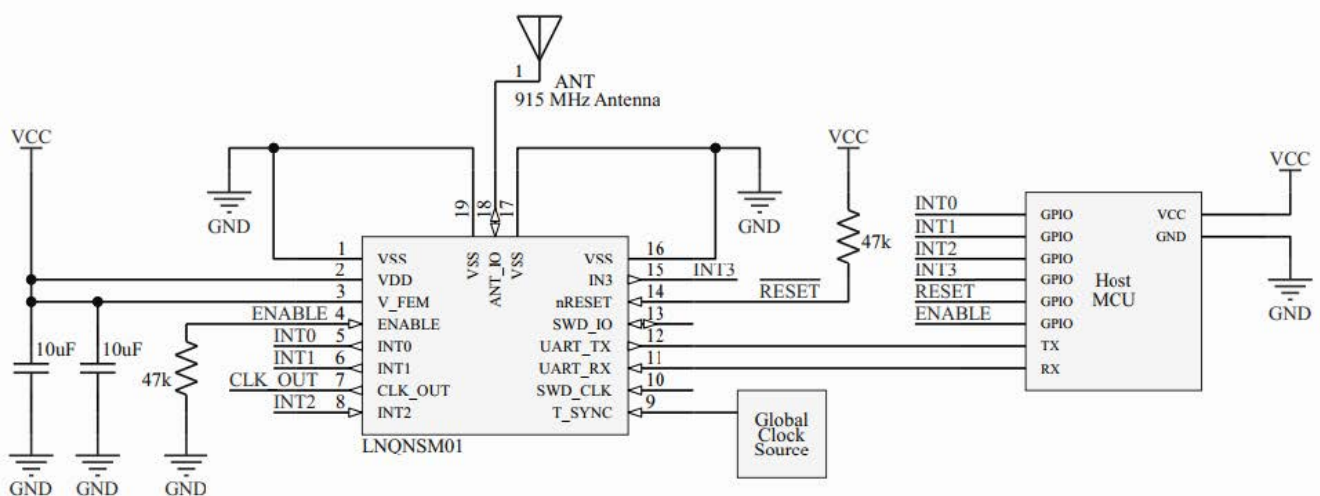 1
ANT
915 MHz Antenna
VCC
VCC
VCC
GND
GND
19
18
17
VSS
ANT_IO
VSS
47k
INT0
INT1
INT2
INT3
RESET
ENABLE
GPIO
GPIO
GPIO
GPIO
GPIO
GPIO
TX
RX
VCC
GND
Host
MCU
GND
1
2
3
ENABLE 4
INT0 5
INT1 6
CLK_OUT 7
INT2 8
VSS
VDD
V_FEM
ENABLE
INT0
INT1
CLK_OUT
INT2
VSS
IN3
nRESET
SWD_IO
UART_TX
UART_RX
SWD_CLK
T_SYNC
16
15 INT3
14 RESET
13
12
11
10
9
10uF
10uF
47k
LNQNSM01
Global
Clock
Source
GND
GND
GND